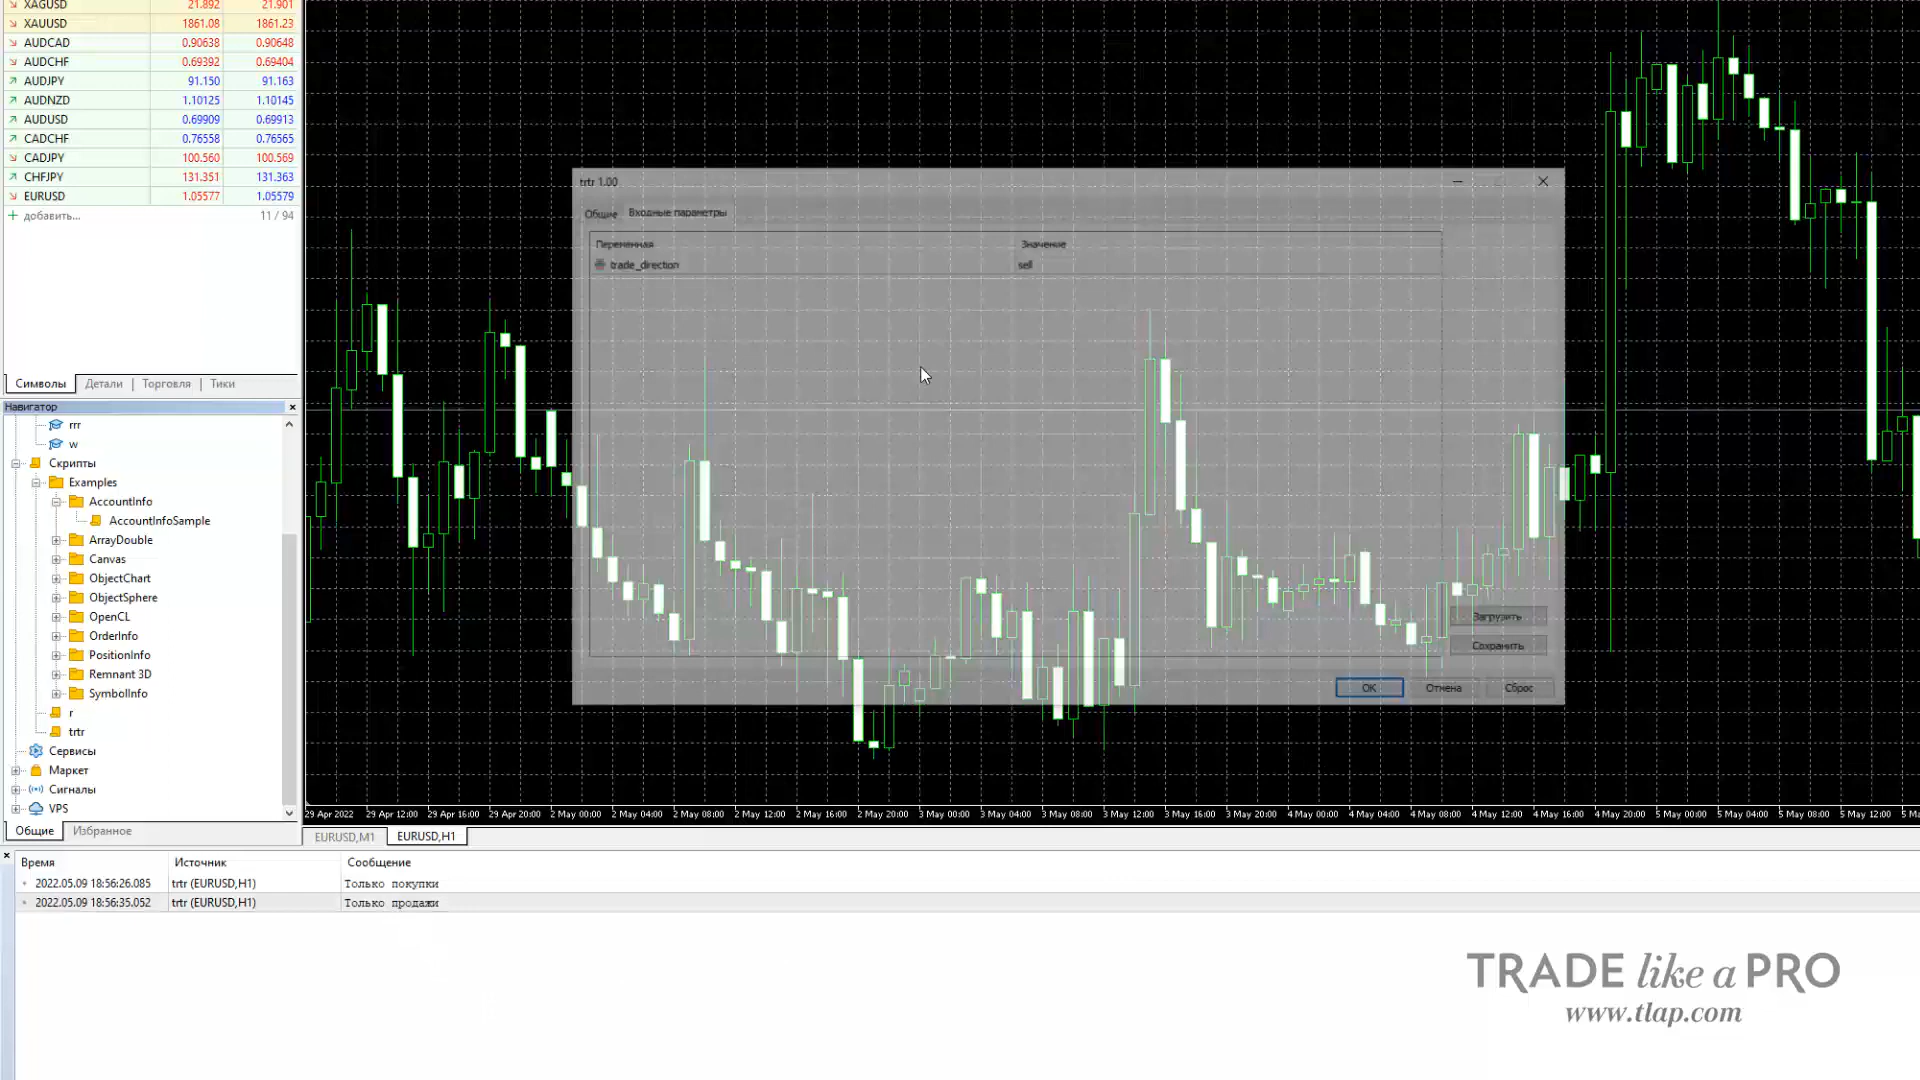 XAGUSD 21.892 21.901
XAUUSD 1861.08 1861.23
AUDCAD 0.90638 0.90648
AUDCHF 0.69392 0.69404
AUDJPY 91.150 91.163
AUDNZD 1.10125 1.10145
AUDUSD 0.69909 0.69913
CADCHF 0.76558 0.76565
CADJPY 100.560 100.569
CHFJPY 131.351 131.363
EURUSD 1.05577 1.05579
добавить... 11 / 94
Символы Детали Торговля Тики
Навигатор
rrr
w
Скрипты
Examples
AccountInfo
AccountInfoSample
ArrayDouble
Canvas
ObjectChart
ObjectSphere
OpenCL
OrderInfo
PositionInfo
Remnant 3D
SymbolInfo
r
trtr
Сервисы
Маркет
Сигналы
VPS
Общие Избранное
trtr 1.00
Общие Входные параметры
Переменная Значение
trade_direction sell
Загрузить
Сохранить
OK Отмена Сброс
29 Apr 2022 29 Apr 12:00 29 Apr 16:00 29 Apr 20:00 2 May 00:00 2 May 04:00 2 May 08:00 2 May 12:00 2 May 16:00 2 May 20:00 3 May 00:00 3 May 04:00 3 May 08:00 3 May 12:00 3 May 16:00 3 May 20:00 4 May 00:00 4 May 04:00 4 May 08:00 4 May 12:00 4 May 16:00 4 May 20:00 5 May 00:00 5 May 04:00 5 May 08:00 5 May 12:00 5 M
EURUSD,M1 EURUSD,H1
Время Источник Сообщение
2022.05.09 18:56:26.085 trtr (EURUSD,H1) Только покупки
2022.05.09 18:56:35.052 trtr (EURUSD,H1) Только продажи
TRADE like a PRO
www.tlap.com